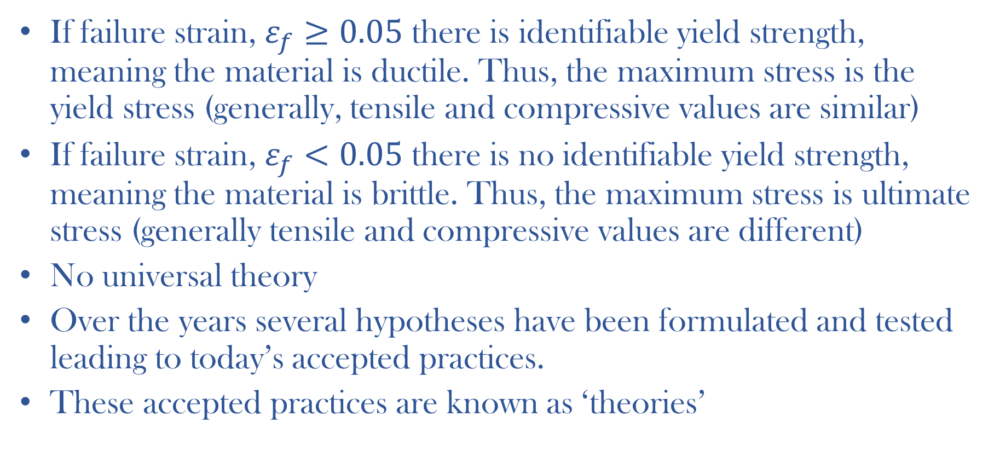 • If failure strain, 𝜀𝑓 ≥ 0.05 there is identifiable yield strength,
meaning the material is ductile. Thus, the maximum stress is the
yield stress (generally, tensile and compressive values are similar)
• If failure strain, 𝜀𝑓 < 0.05 there is no identifiable yield strength,
meaning the material is brittle. Thus, the maximum stress is ultimate
stress (generally tensile and compressive values are different)
• No universal theory
• Over the years several hypotheses have been formulated and tested
leading to today’s accepted practices.
• These accepted practices are known as ‘theories’